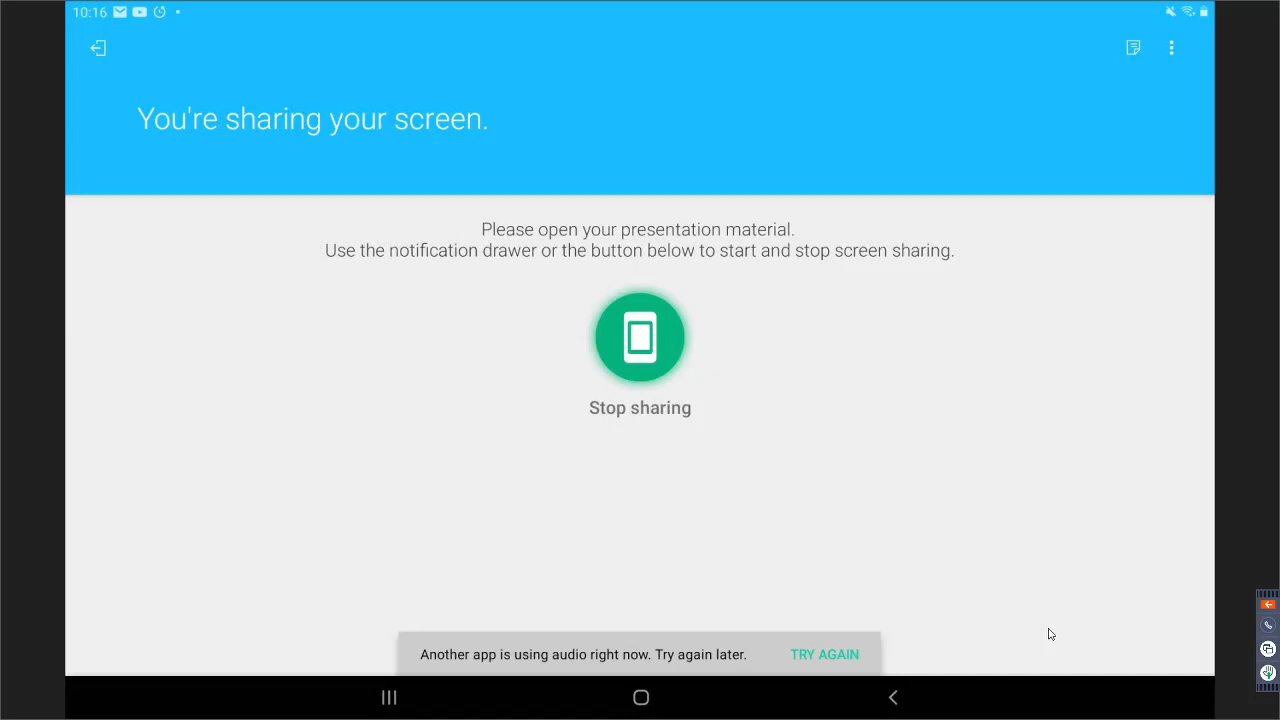 10:16
You're sharing your screen.
Please open your presentation material.
Use the notification drawer or the button below to start and stop screen sharing.
Stop sharing
Another app is using audio right now. Try again later. TRY AGAIN